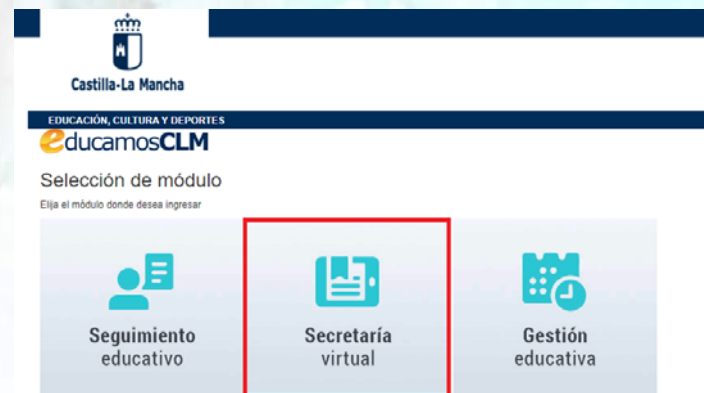 Castilla-La Mancha
EDUCACIÓN, CULTURA Y DEPORTES
educamosCLM
Selección de módulo
Elija el módulo donde desea ingresar
Seguimiento
educativo
Secretaría
virtual
Gestión
educativa